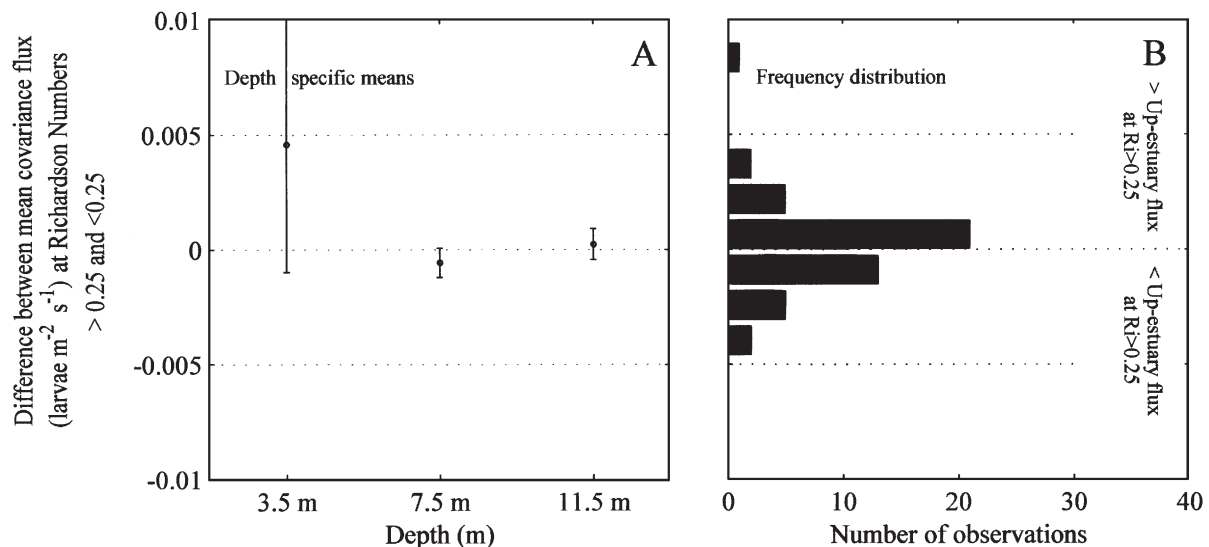 Difference between mean covariance flux
(larvae m-2 s-1) at Richardson Numbers
> 0.25 and <0.25
0.01
0.005
0
-0.005
-0.01
A
Depth specific means
3.5 m 7.5 m 11.5 m
Depth (m)
B
Frequency distribution
> Up-estuary flux
at Ri>0.25
< Up-estuary flux
at Ri>0.25
0 10 20 30 40
Number of observations